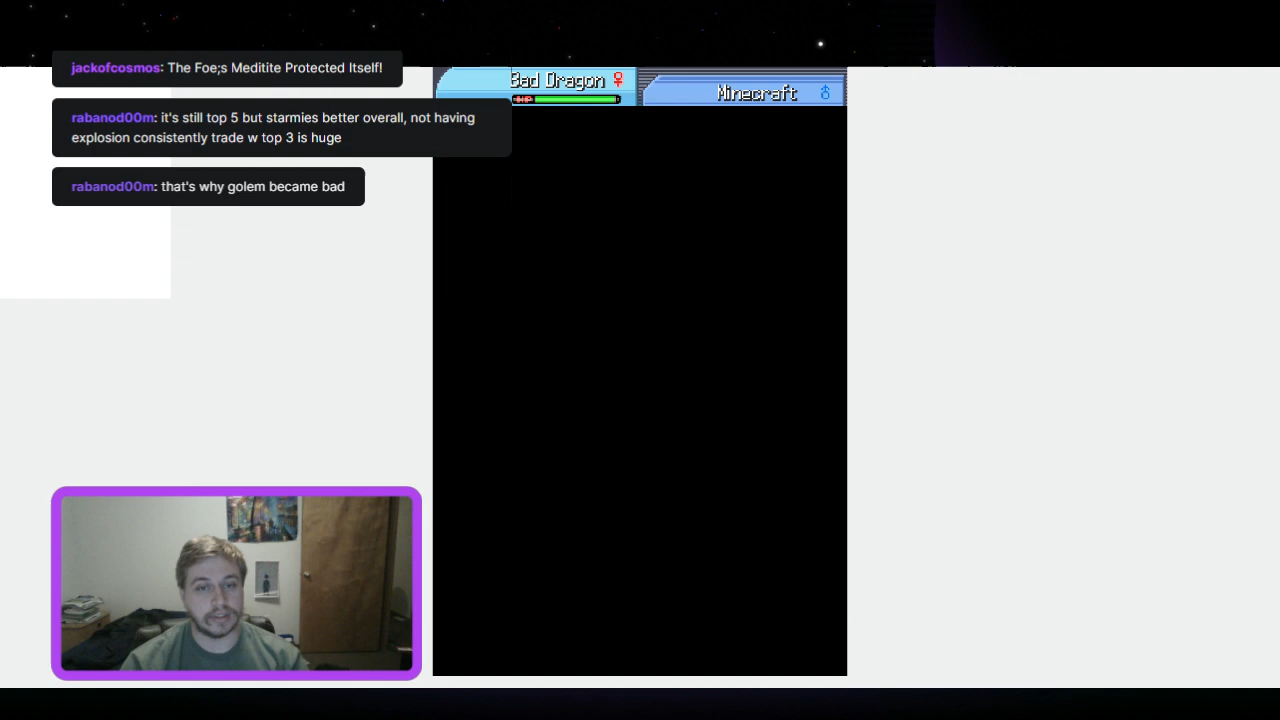 jackofcosmos: The Foe;s Meditite Protected Itself!
Bad Dragon ♀
HP
Minecraft ♂
rabanod00m: it's still top 5 but starmies better overall, not having
explosion consistently trade w top 3 is huge
rabanod00m: that's why golem became bad